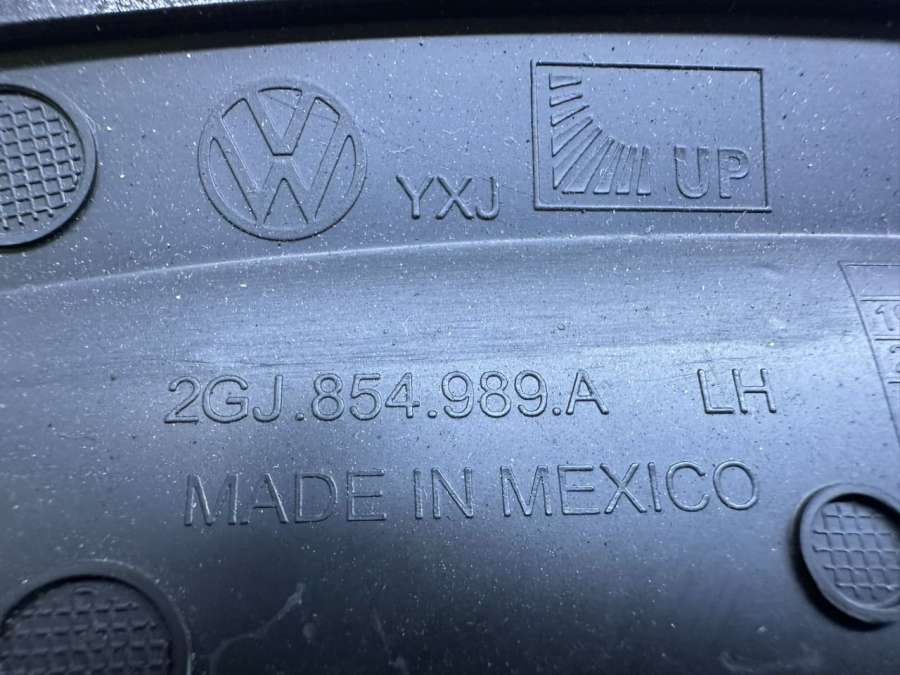 YXJ
UP
2GJ.854.989.A LH
MADE IN MEXICO